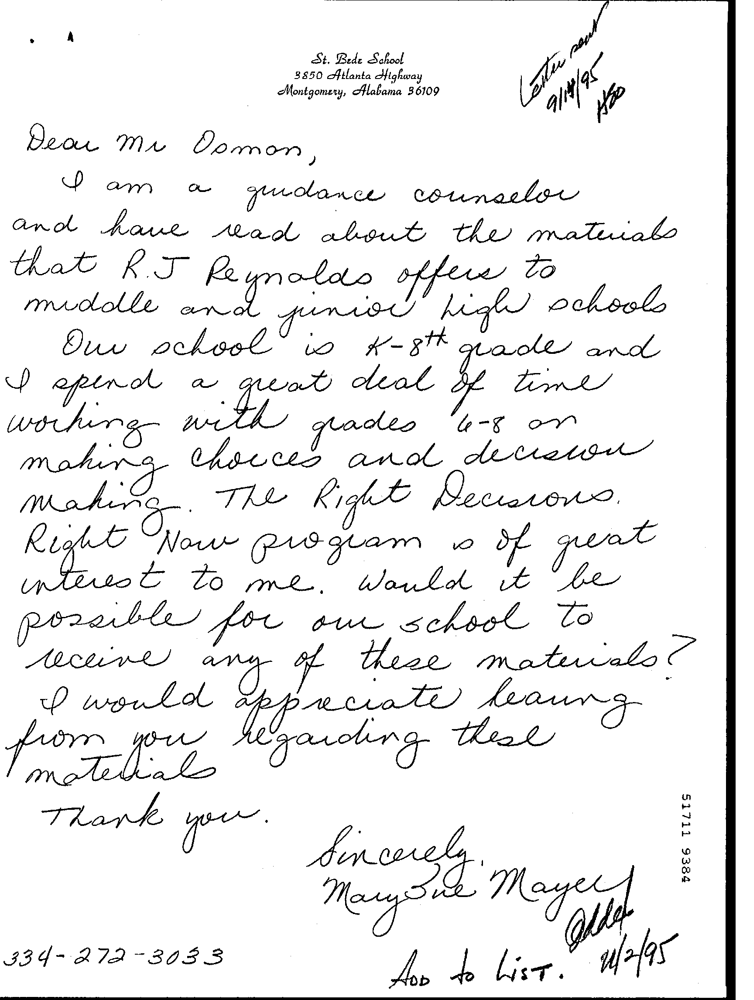 St. Bede School
3850 Atlanta Highway
Montgomery, Alabama 36109
Letter sent
9/14/95
Dear Mr Osmon,
I am a guidance counselor
and have read about the materials
that R.J Reynolds offers to
middle and junior high schools
Our school is K-8th grade and
I spend a great deal of time
working with grades 6-8 on
making choices and decision
making. The Right Decisions.
Right Now program is of great
interest to me. Would it be
possible for our school to
receive any of these materials?
I would appreciate hearing
from you regarding these
materials
Thank you.
Sincerely,
Mary Sue Mayer
Added
11/2/95
334-272-3033
ADD to LIST.
51711 9384